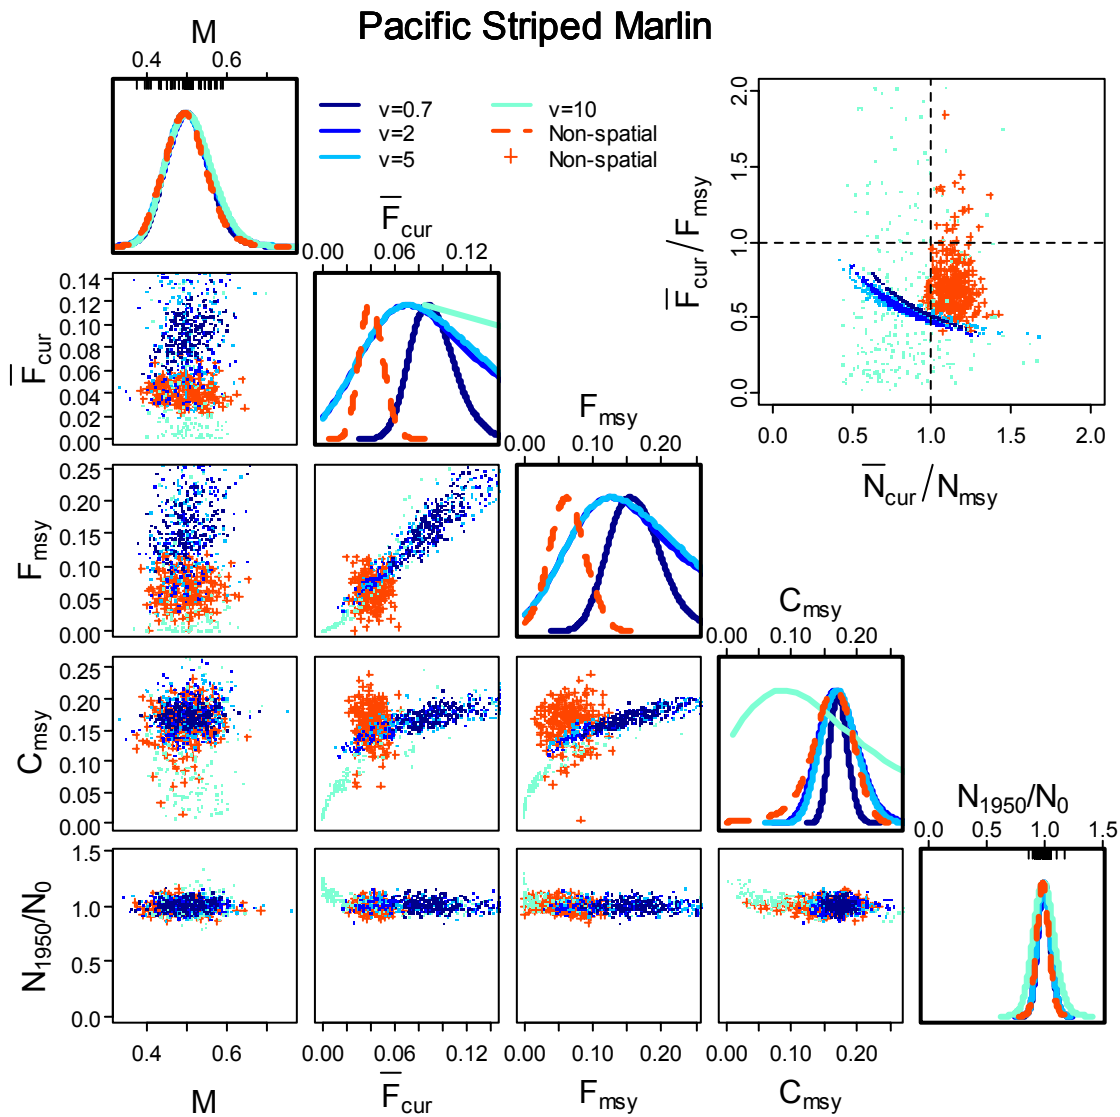 Pacific Striped Marlin
M
0.4 0.6
v=0.7
v=2
v=5
v=10
Non-spatial
Non-spatial
F̅cur
0.00 0.06 0.12
2.0
1.5
1.0
0.5
0.0
F̅cur / Fmsy
0.0 0.5 1.0 1.5 2.0
N̅cur / Nmsy
F̅cur
0.14
0.12
0.10
0.08
0.06
0.04
0.02
0.00
Fmsy
0.00 0.10 0.20
Fmsy
0.25
0.20
0.15
0.10
0.05
0.00
Cmsy
0.00 0.10 0.20
Cmsy
0.25
0.20
0.15
0.10
0.05
0.00
N1950/N0
0.0 0.5 1.0 1.5
N1950/N0
1.5
1.0
0.5
0.0
0.4 0.6
0.00 0.06 0.12
0.00 0.10 0.20
0.00 0.10 0.20
M
F̅cur
Fmsy
Cmsy